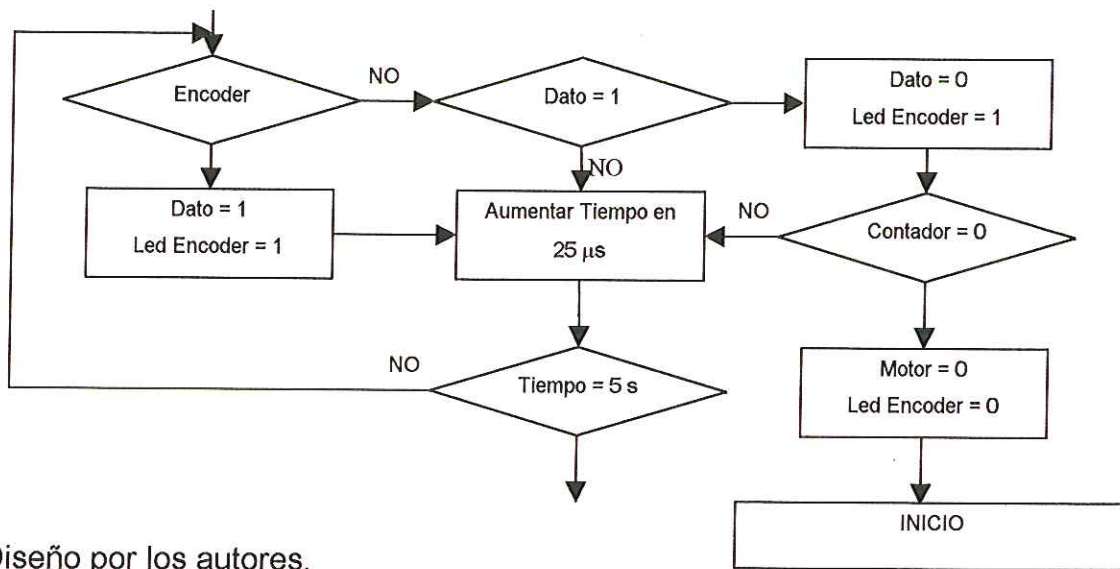 Encoder
NO
Dato = 1
Dato = 0
Led Encoder = 1
NO
Dato = 1
Led Encoder = 1
Aumentar Tiempo en
25 µs
NO
Contador = 0
NO
Tiempo = 5 s
Motor = 0
Led Encoder = 0
INICIO
Diseño por los autores.